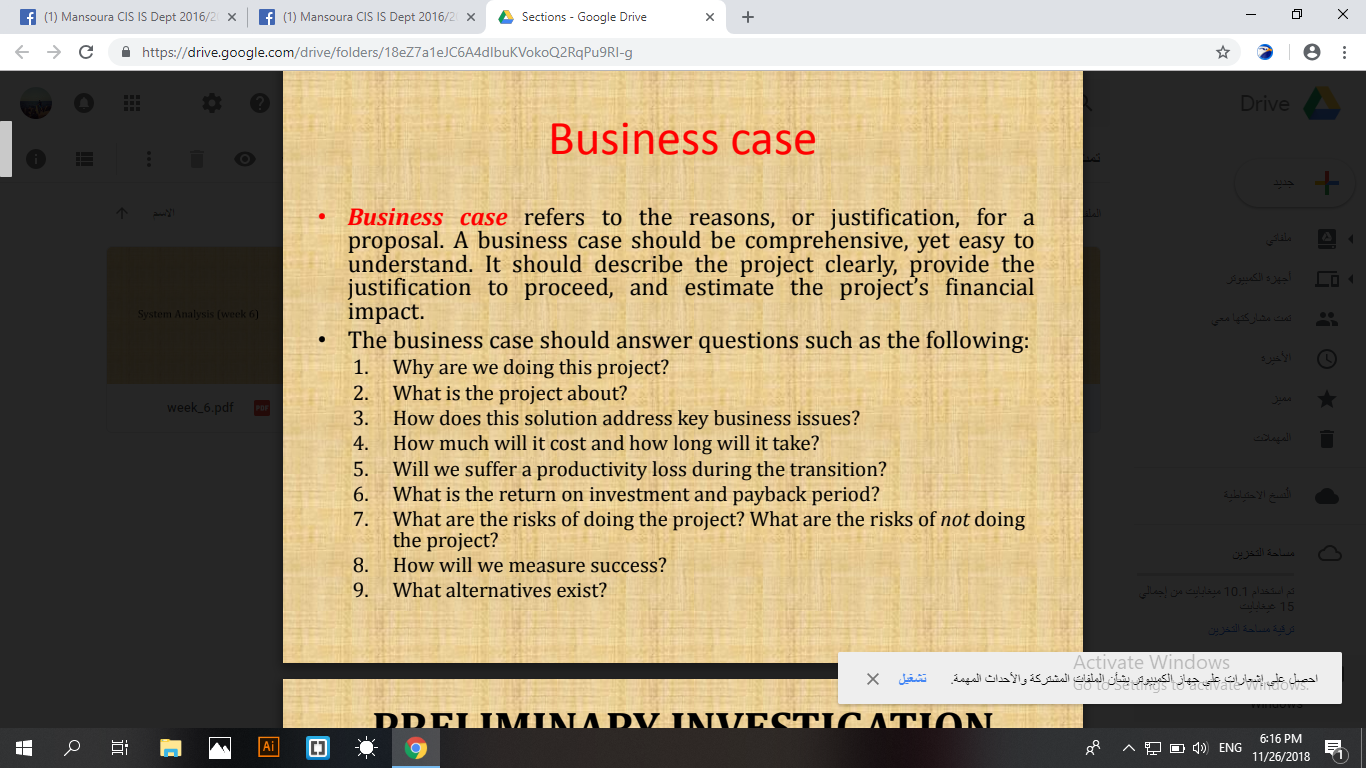 (1) Mansoura CIS IS Dept 2016/2
(1) Mansoura CIS IS Dept 2016/2
Sections - Google Drive
https://drive.google.com/drive/folders/18eZ7a1eJC6A4dIbuKVokoQ2RqPu9RI-g
Drive
جديد
الاسم
ملفاتي
أجهزة الكمبيوتر
تمت مشاركتها معي
الأخيرة
مميز
المهملات
النسخ الاحتياطية
مساحة التخزين
تم استخدام 10.1 ميغابايت من إجمالي
15 غيغابايت
ترقية مساحة التخزين
System Analysis (week 6)
week_6.pdf
PDF
Business case
• Business case refers to the reasons, or justification, for a
proposal. A business case should be comprehensive, yet easy to
understand. It should describe the project clearly, provide the
justification to proceed, and estimate the project's financial
impact.
• The business case should answer questions such as the following:
1. Why are we doing this project?
2. What is the project about?
3. How does this solution address key business issues?
4. How much will it cost and how long will it take?
5. Will we suffer a productivity loss during the transition?
6. What is the return on investment and payback period?
7. What are the risks of doing the project? What are the risks of not doing
the project?
8. How will we measure success?
9. What alternatives exist?
PRELIMINARY INVESTIGATION
احصل على إشعارات على جهاز الكمبيوتر بشأن الملفات المشتركة والأحداث المهمة.
تشغيل
Activate Windows
Go to Settings to activate Windows.
Windows
Ai
ENG
6:16 PM
11/26/2018
1